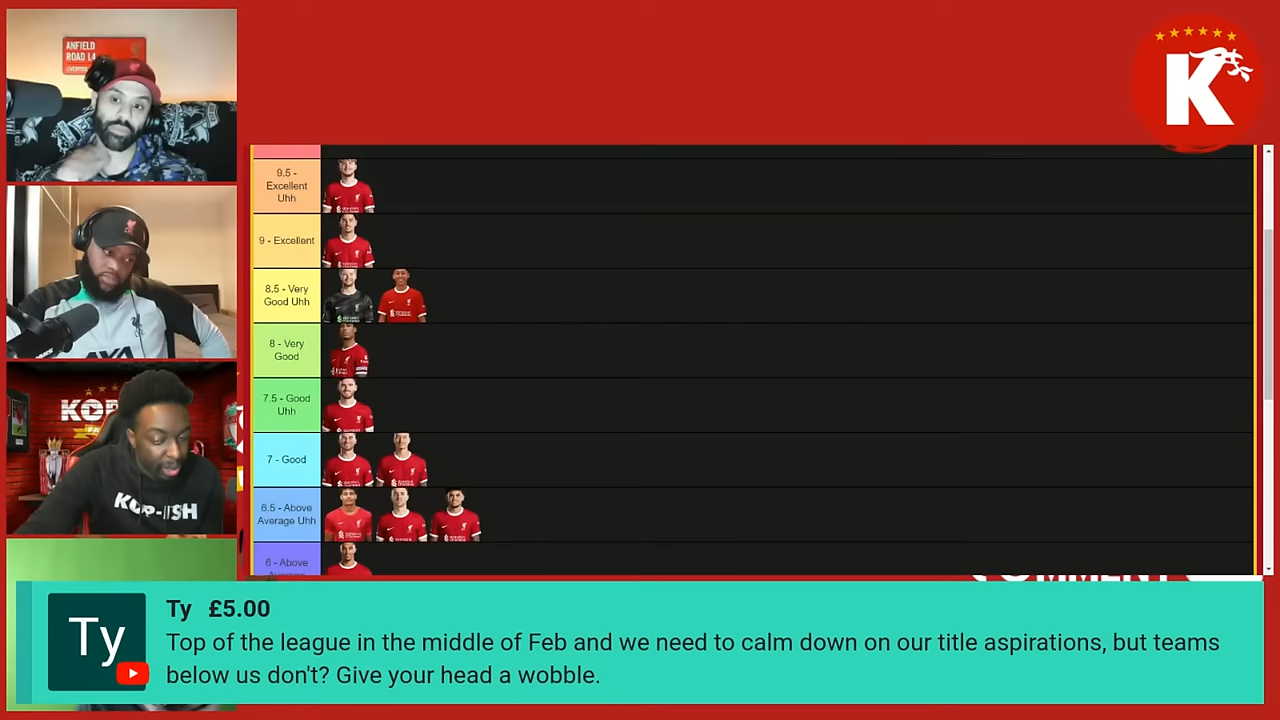 ANFIELD
ROAD L4
K
9.5 -
Excellent
Uhh
9 - Excellent
8.5 - Very
Good Uhh
8 - Very
Good
7.5 - Good
Uhh
7 - Good
6.5 - Above
Average Uhh
6 - Above
Average
KOP-ISH
COMMENT
Ty
Ty £5.00
Top of the league in the middle of Feb and we need to calm down on our title aspirations, but teams
below us don't? Give your head a wobble.